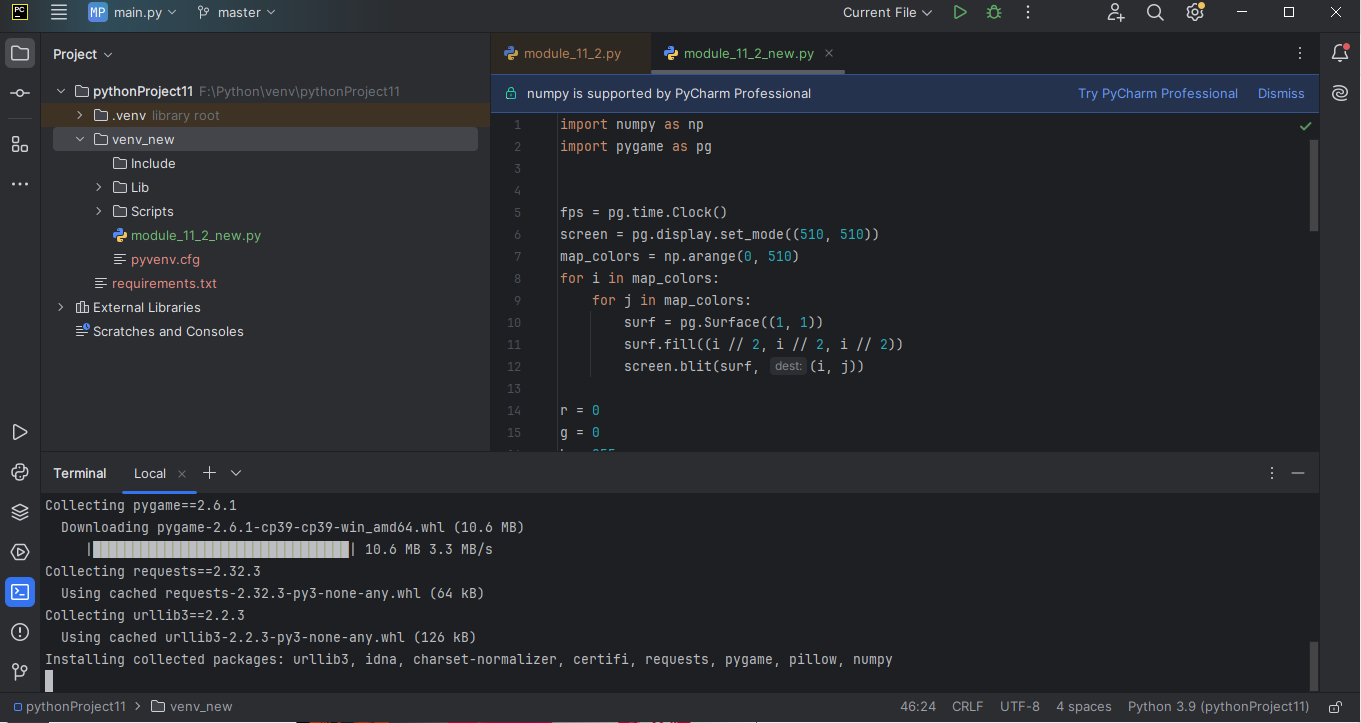 PC MP main.py master Current File
Project
pythonProject11 F:\Python\venv\pythonProject11
.venv library root
venv_new
Include
Lib
Scripts
module_11_2_new.py
pyvenv.cfg
requirements.txt
External Libraries
Scratches and Consoles
module_11_2.py module_11_2_new.py
numpy is supported by PyCharm Professional Try PyCharm Professional Dismiss
1 import numpy as np
2 import pygame as pg
3
4
5 fps = pg.time.Clock()
6 screen = pg.display.set_mode((510, 510))
7 map_colors = np.arange(0, 510)
8 for i in map_colors:
9 for j in map_colors:
10 surf = pg.Surface((1, 1))
11 surf.fill((i // 2, i // 2, i // 2))
12 screen.blit(surf, dest: (i, j))
13
14 r = 0
15 g = 0
Terminal Local
Collecting pygame==2.6.1
Downloading pygame-2.6.1-cp39-cp39-win_amd64.whl (10.6 MB)
| | 10.6 MB 3.3 MB/s
Collecting requests==2.32.3
Using cached requests-2.32.3-py3-none-any.whl (64 kB)
Collecting urllib3==2.2.3
Using cached urllib3-2.2.3-py3-none-any.whl (126 kB)
Installing collected packages: urllib3, idna, charset-normalizer, certifi, requests, pygame, pillow, numpy
pythonProject11 > venv_new 46:24 CRLF UTF-8 4 spaces Python 3.9 (pythonProject11)